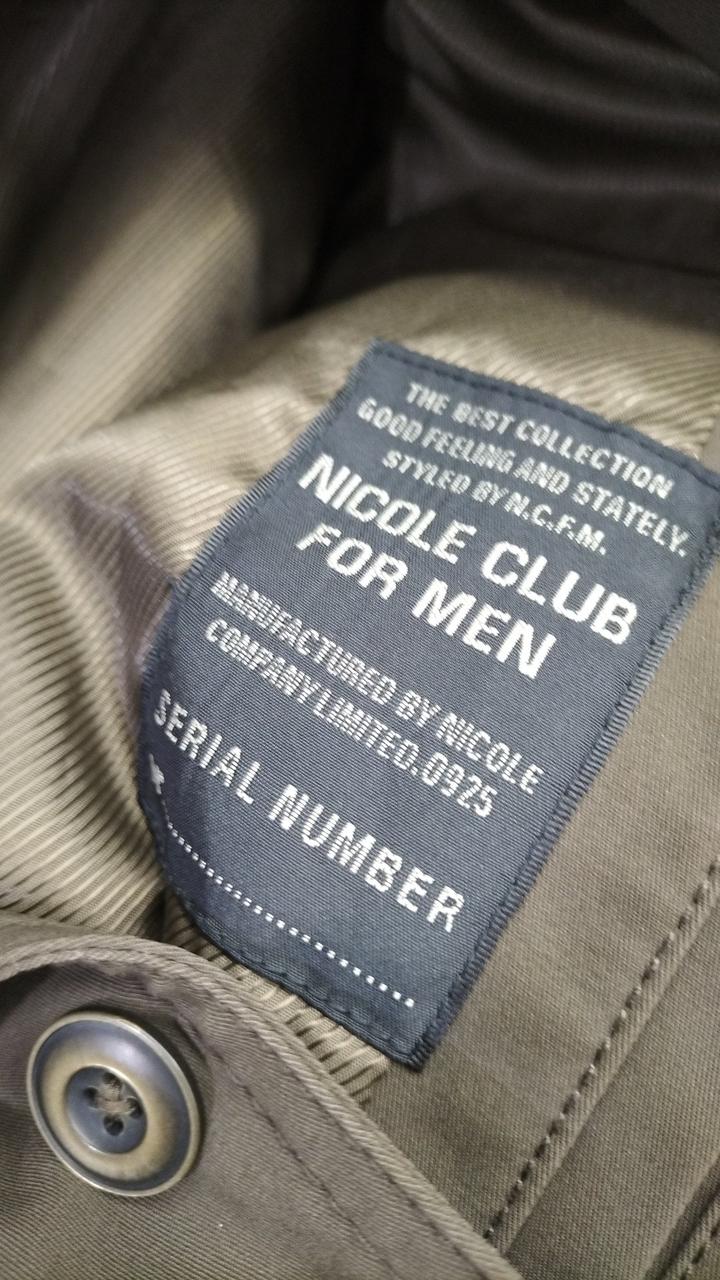 THE BEST COLLECTION
GOOD FEELING AND STATELY.
STYLED BY N.C.F.M.
NICOLE CLUB
FOR MEN
MANUFACTURED BY NICOLE
COMPANY LIMITED.0925
SERIAL NUMBER